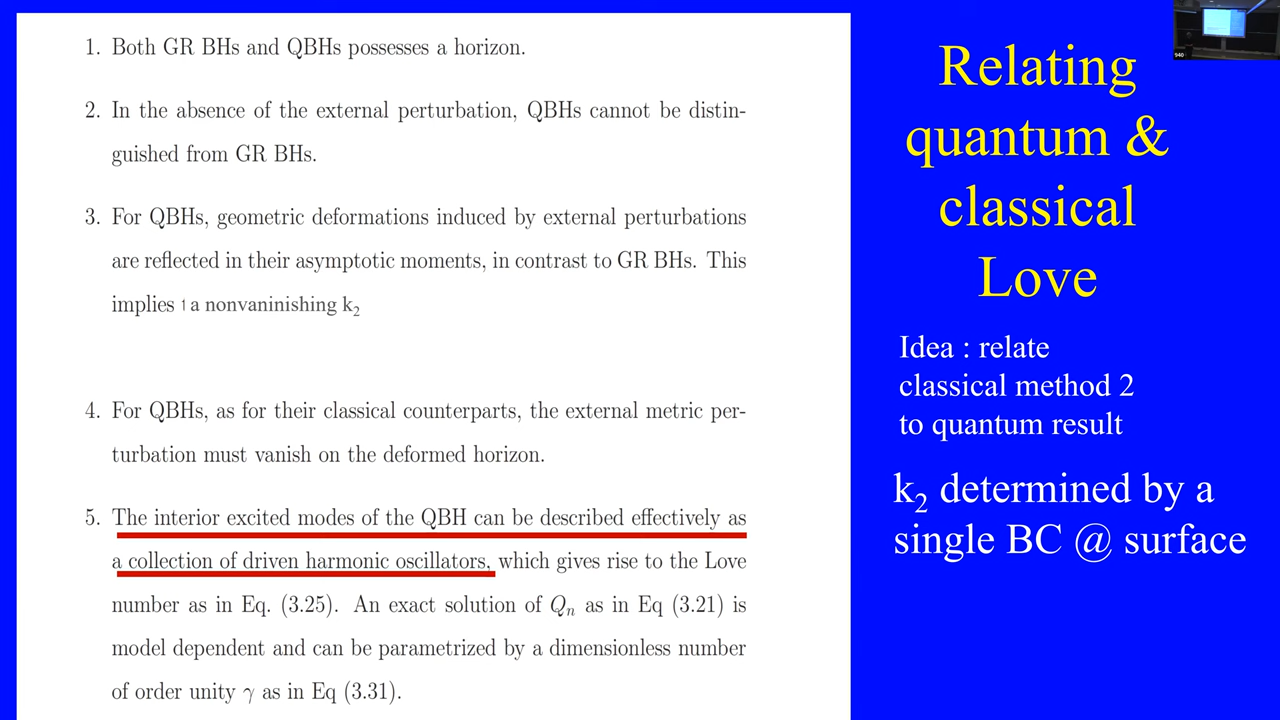 1. Both GR BHs and QBHs possesses a horizon.
2. In the absence of the external perturbation, QBHs cannot be distin-
guished from GR BHs.
3. For QBHs, geometric deformations induced by external perturbations
are reflected in their asymptotic moments, in contrast to GR BHs. This
implies ↑ a nonvaninishing k₂
4. For QBHs, as for their classical counterparts, the external metric per-
turbation must vanish on the deformed horizon.
5. The interior excited modes of the QBH can be described effectively as
a collection of driven harmonic oscillators, which gives rise to the Love
number as in Eq. (3.25). An exact solution of Qₙ as in Eq (3.21) is
model dependent and can be parametrized by a dimensionless number
of order unity γ as in Eq (3.31).
Relating
quantum &
classical
Love
Idea : relate
classical method 2
to quantum result
k₂ determined by a
single BC @ surface